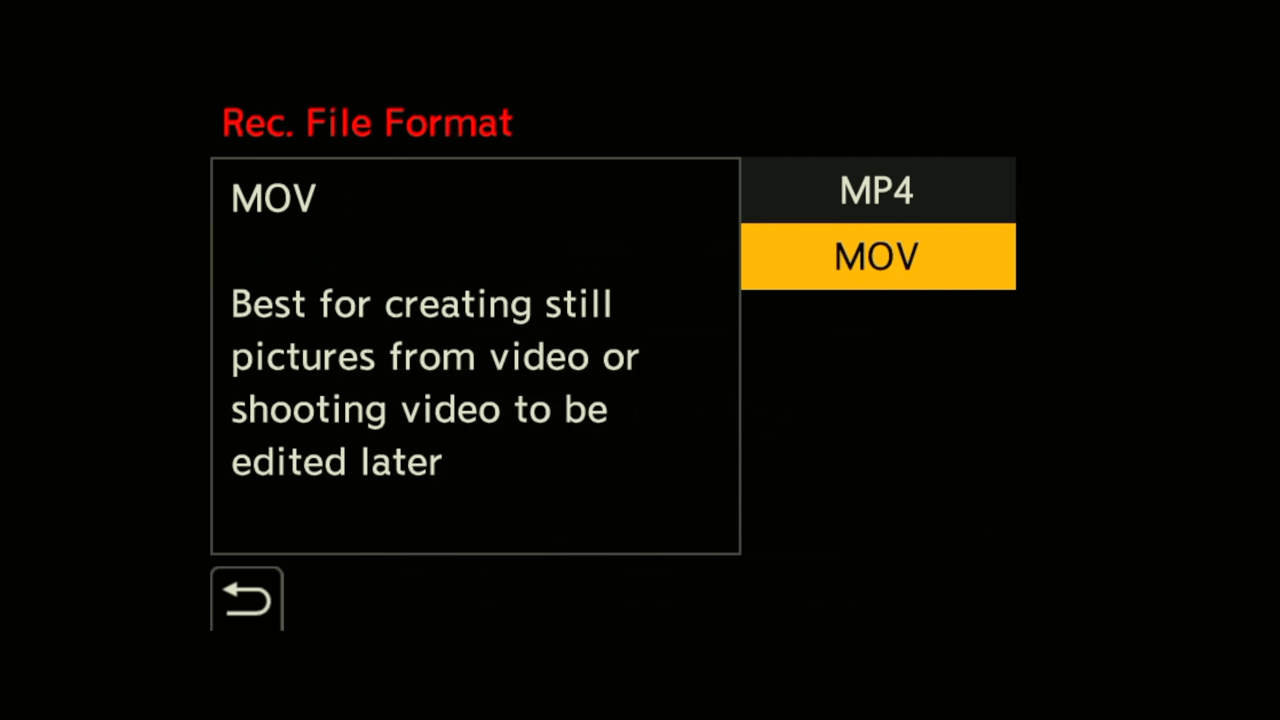 Rec. File Format
MOV
Best for creating still
pictures from video or
shooting video to be
edited later
MP4
MOV